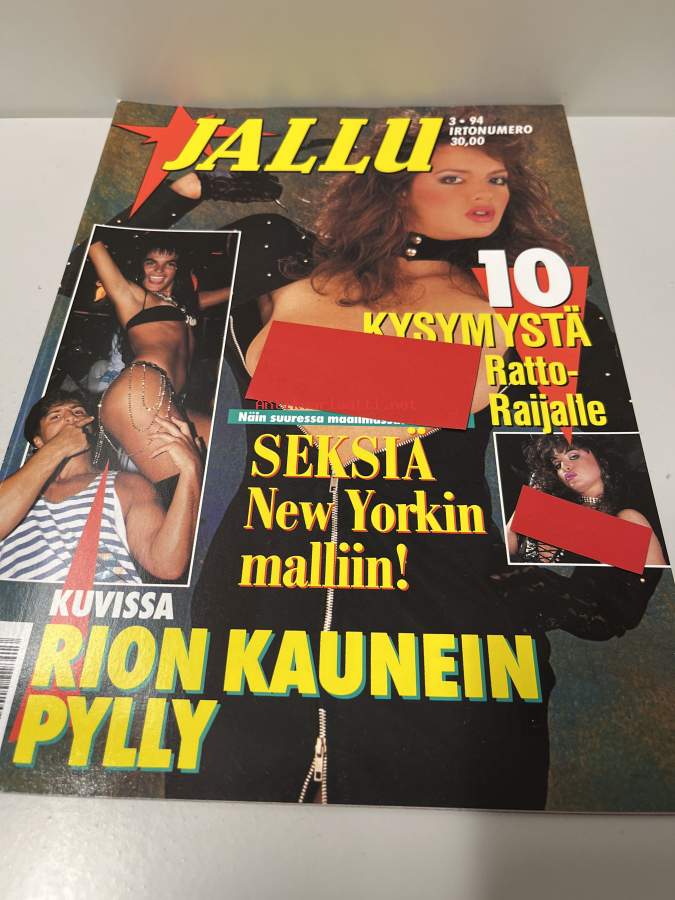 JALLU
3 • 94
IRTONUMERO
30,00
10
KYSYMYSTÄ
Ratto-
Raijalle
Näin suuressa maailmassa
SEKSIÄ
New Yorkin
malliin!
KUVISSA
RION KAUNEIN
PYLLY